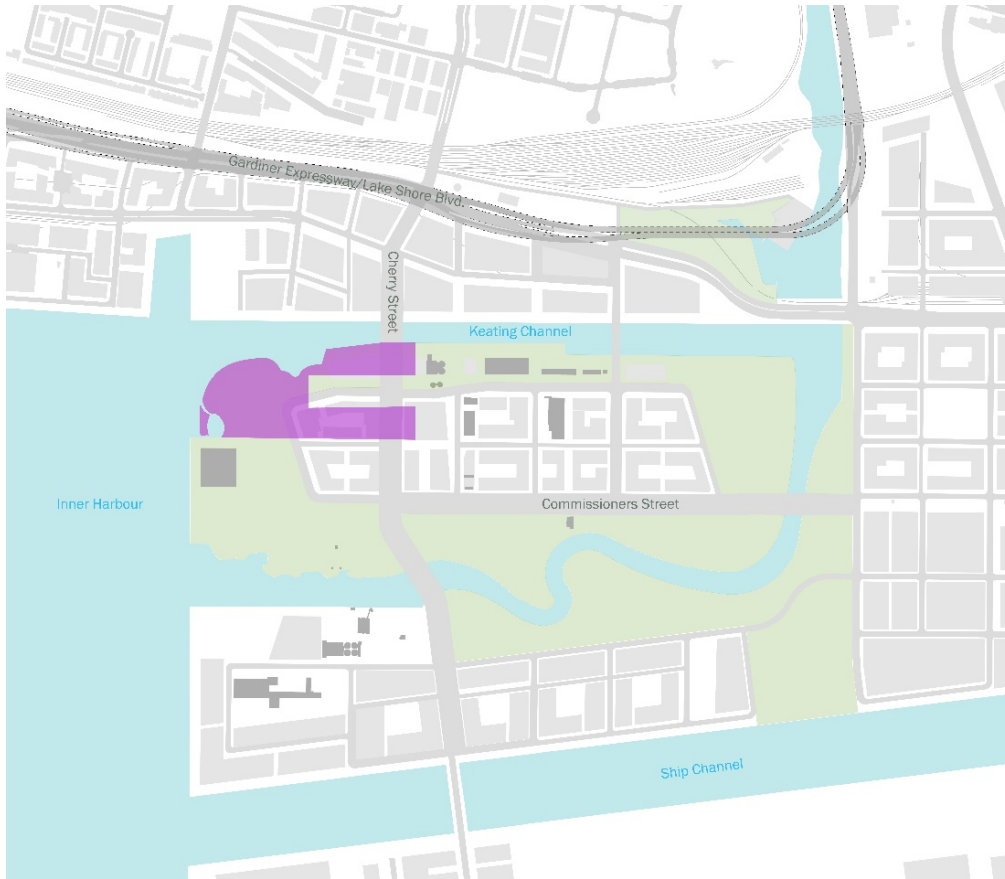 Gardiner Expressway/Lake Shore Blvd.
Cherry Street
Keating Channel
Inner Harbour
Commissioners Street
Ship Channel